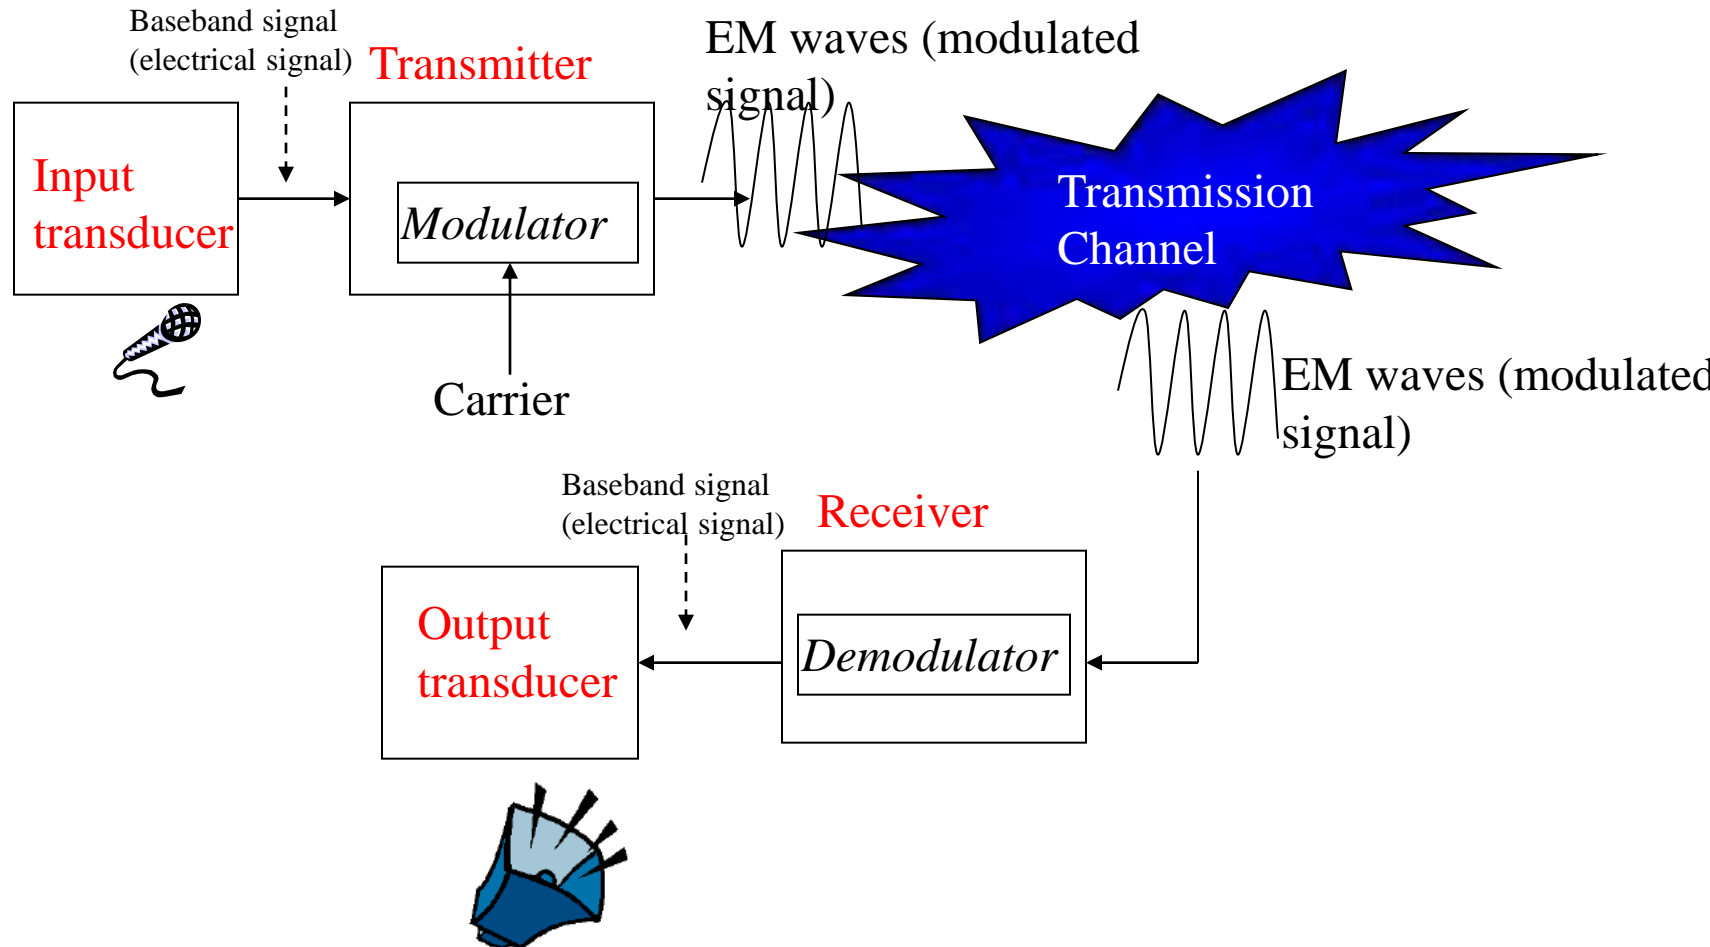 Baseband signal
(electrical signal)
Transmitter
EM waves (modulated
signal)
Input
transducer
Modulator
Transmission
Channel
Carrier
EM waves (modulated
signal)
Baseband signal
(electrical signal)
Receiver
Output
transducer
Demodulator